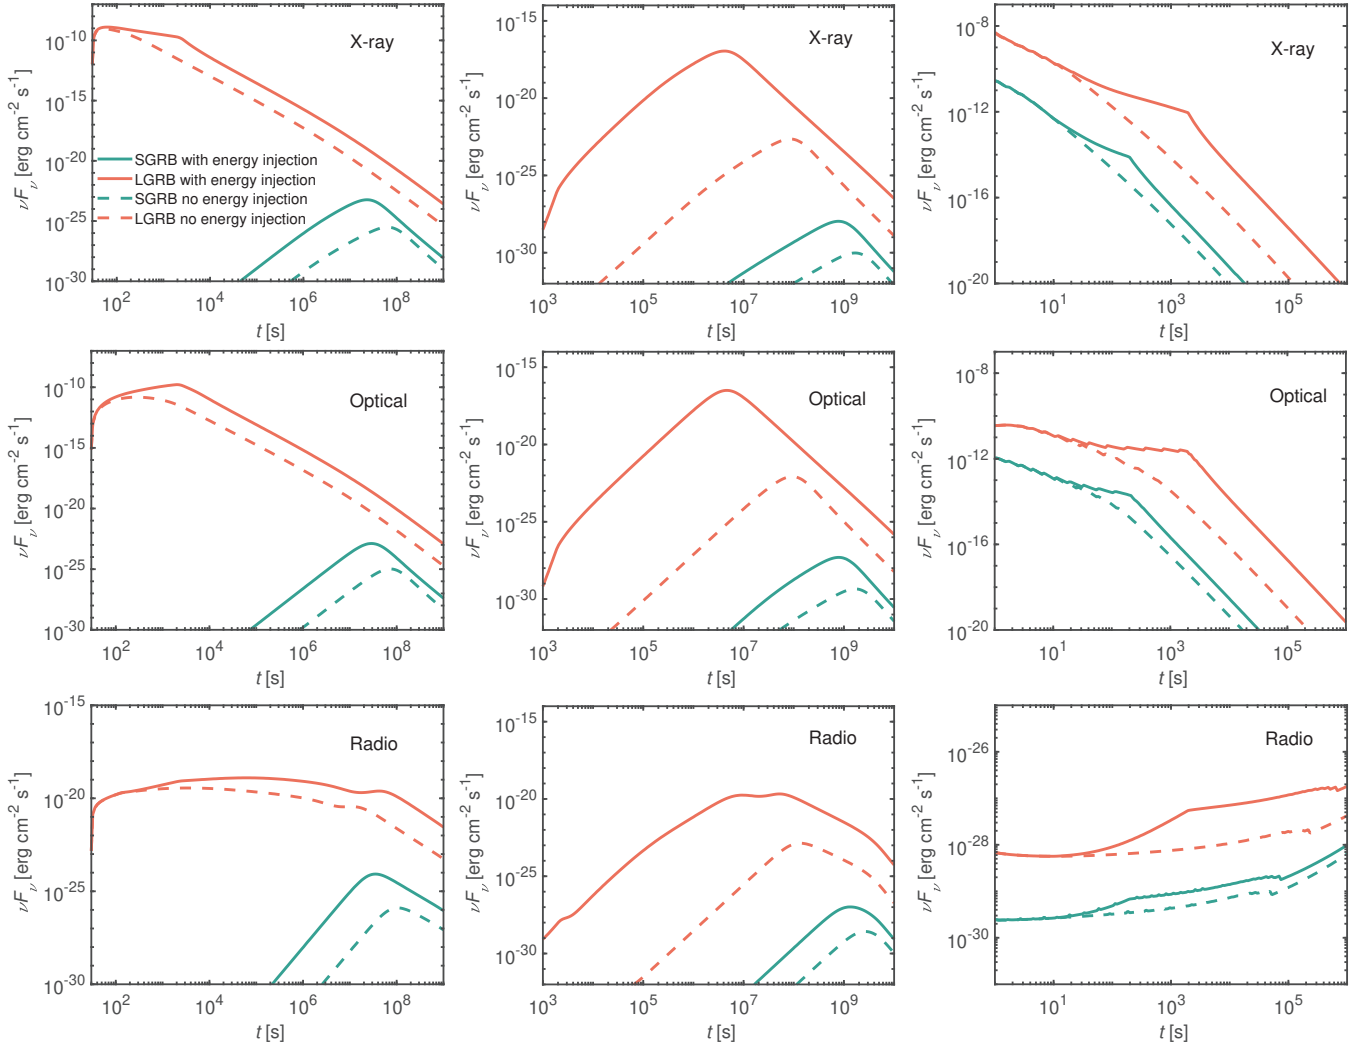 10^-10
10^-15
10^-20
10^-25
10^-30
νF_ν [erg cm^-2 s^-1]
X-ray
SGRB with energy injection
LGRB with energy injection
SGRB no energy injection
LGRB no energy injection
10^2 10^4 10^6 10^8
t [s]
10^-15
10^-20
10^-25
10^-30
νF_ν [erg cm^-2 s^-1]
X-ray
10^3 10^5 10^7 10^9
t [s]
10^-8
10^-12
10^-16
10^-20
νF_ν [erg cm^-2 s^-1]
X-ray
10^1 10^3 10^5
t [s]
10^-10
10^-15
10^-20
10^-25
10^-30
νF_ν [erg cm^-2 s^-1]
Optical
10^2 10^4 10^6 10^8
t [s]
10^-15
10^-20
10^-25
10^-30
νF_ν [erg cm^-2 s^-1]
Optical
10^3 10^5 10^7 10^9
t [s]
10^-8
10^-12
10^-16
10^-20
νF_ν [erg cm^-2 s^-1]
Optical
10^1 10^3 10^5
t [s]
10^-15
10^-20
10^-25
10^-30
νF_ν [erg cm^-2 s^-1]
Radio
10^2 10^4 10^6 10^8
t [s]
10^-15
10^-20
10^-25
10^-30
νF_ν [erg cm^-2 s^-1]
Radio
10^3 10^5 10^7 10^9
t [s]
10^-26
10^-28
10^-30
νF_ν [erg cm^-2 s^-1]
Radio
10^1 10^3 10^5
t [s]